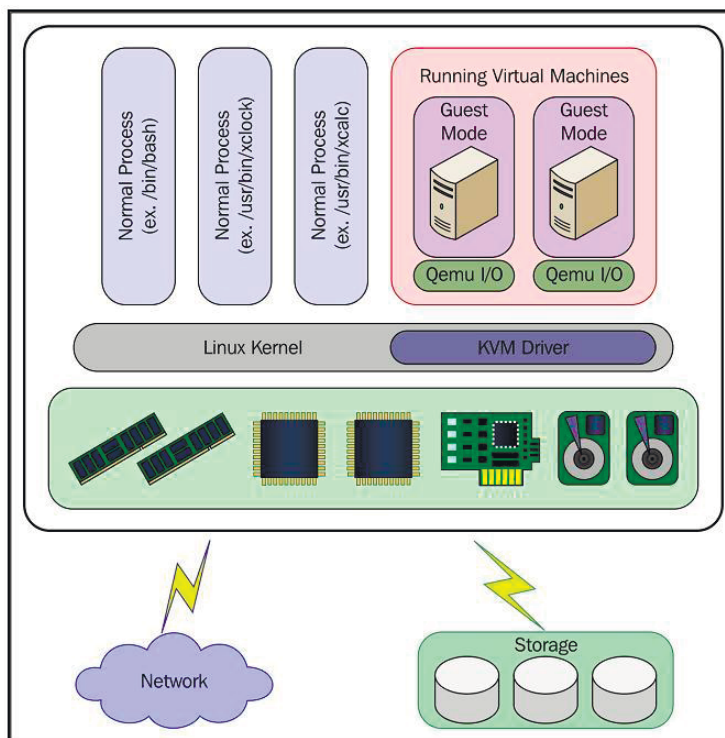 Normal Process
(ex. /bin/bash)
Normal Process
(ex. /usr/bin/xclock)
Normal Process
(ex. /usr/bin/xcalc)
Running Virtual Machines
Guest
Mode
Qemu I/O
Guest
Mode
Qemu I/O
Linux Kernel
KVM Driver
Network
Storage